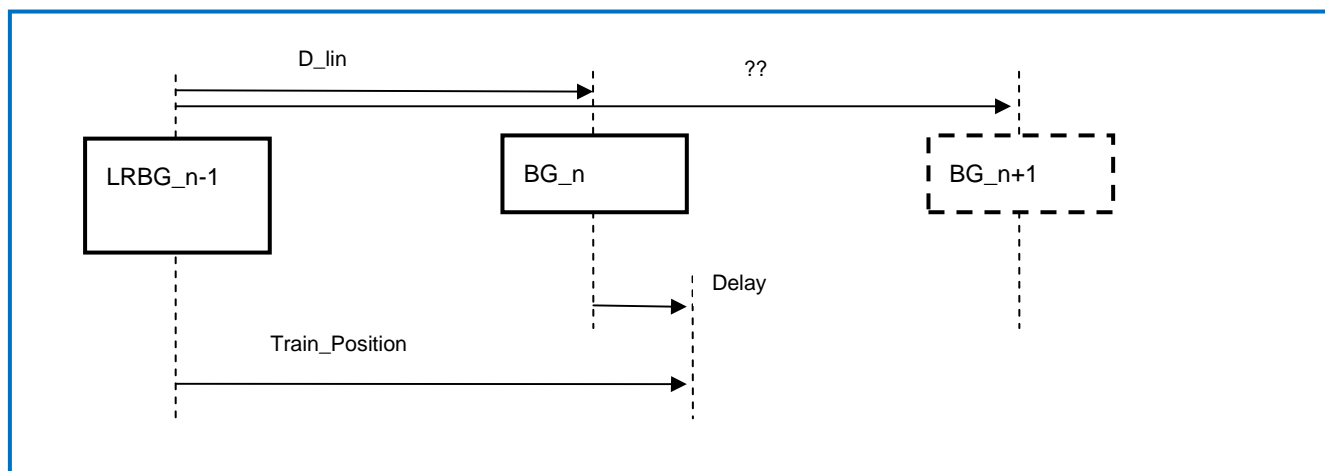 D_lin
??
LRBG_n-1
BG_n
BG_n+1
Delay
Train_Position